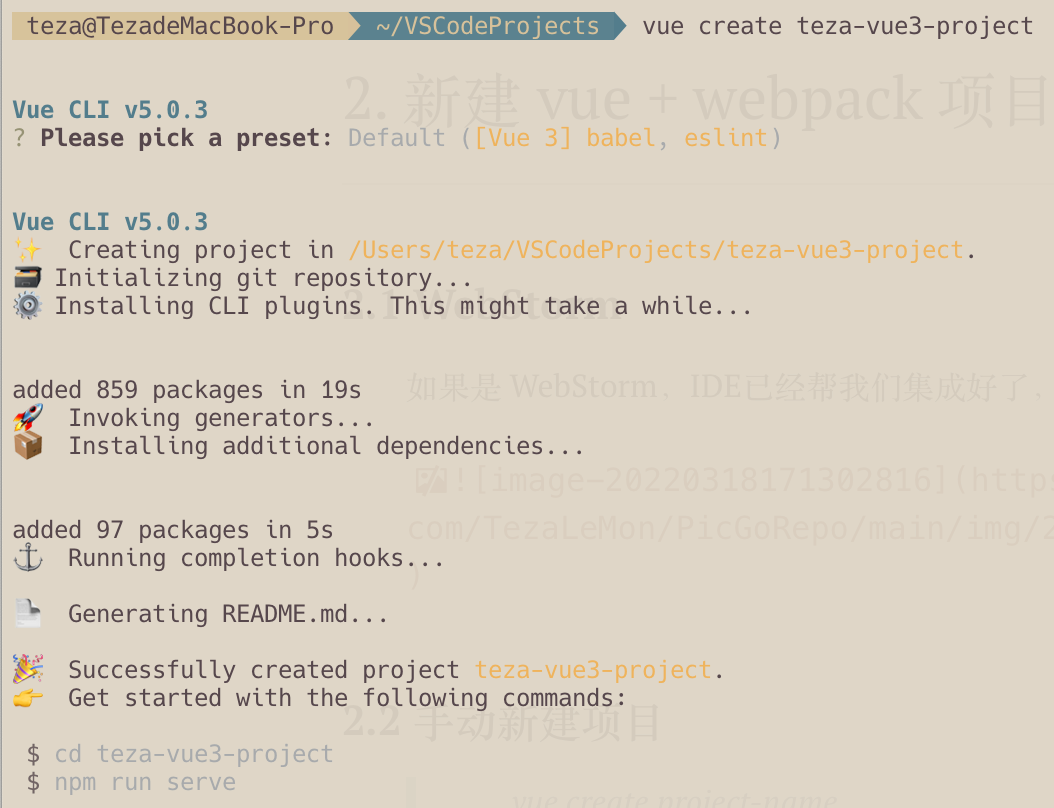 teza@TezadeMacBook-Pro ~/VSCodeProjects vue create teza-vue3-project
2. 新建 vue + webpack 项目
Vue CLI v5.0.3
? Please pick a preset: Default ([Vue 3] babel, eslint)
Vue CLI v5.0.3
✨ Creating project in /Users/teza/VSCodeProjects/teza-vue3-project.
🗃 Initializing git repository...
2.1 WebStorm
⚙️ Installing CLI plugins. This might take a while...
如果是 WebStorm、IDE已经帮我们集成好了，
added 859 packages in 19s
🚀 Invoking generators...
📦 Installing additional dependencies...
![image-20220318171302816](https
com/TezaLeMon/PicGoRepo/main/img/2
)
added 97 packages in 5s
⚓ Running completion hooks...
📄 Generating README.md...
🎉 Successfully created project teza-vue3-project.
👉 Get started with the following commands:
2.2 手动新建项目
$ cd teza-vue3-project
$ npm run serve
vue create project-name